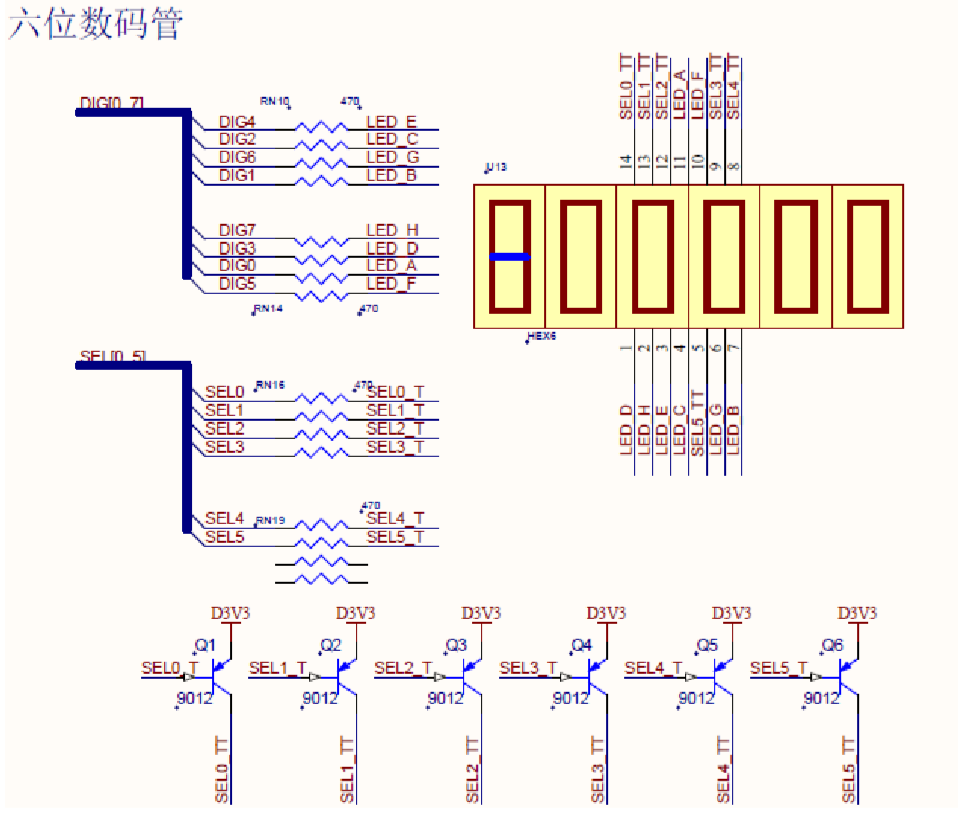 六位数码管
DIG[0..7]
RN10 470
DIG4 LED_E
DIG2 LED_C
DIG6 LED_G
DIG1 LED_B
DIG7 LED_H
DIG3 LED_D
DIG0 LED_A
DIG5 LED_F
RN14 470
SEL[0..5]
RN16 470
SEL0 SEL0_T
SEL1 SEL1_T
SEL2 SEL2_T
SEL3 SEL3_T
470
SEL4 RN19 SEL4_T
SEL5 SEL5_T
SEL0_TT SEL1_TT SEL2_TT LED_A LED_F SEL3_TT SEL4_TT
14 13 12 11 10 9 8
U13
HEX6
1 2 3 4 5 6 7
LED_D LED_H LED_E LED_C SEL5_TT LED_G LED_B
D3V3 D3V3 D3V3 D3V3 D3V3 D3V3
Q1 Q2 Q3 Q4 Q5 Q6
SEL0_T SEL1_T SEL2_T SEL3_T SEL4_T SEL5_T
9012 9012 9012 9012 9012 9012
SEL0_TT SEL1_TT SEL2_TT SEL3_TT SEL4_TT SEL5_TT